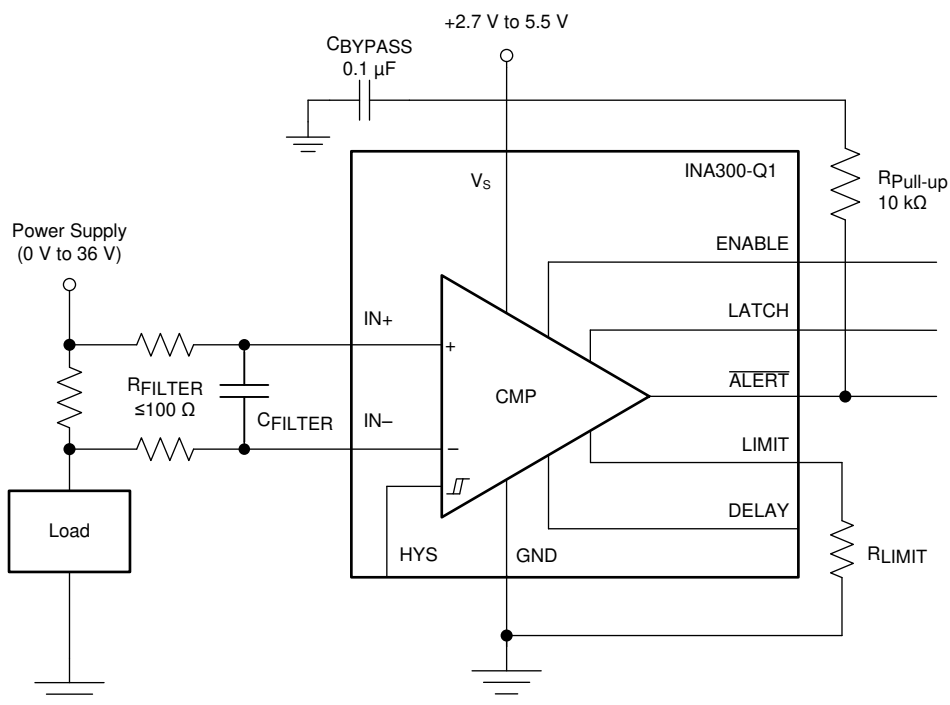 +2.7 V to 5.5 V
CBYPASS
0.1 µF
INA300-Q1
VS
RPull-up
10 kΩ
Power Supply
(0 V to 36 V)
ENABLE
IN+
LATCH
+
RFILTER
≤100 Ω
CFILTER
CMP
ALERT
IN–
–
LIMIT
Load
DELAY
HYS
GND
RLIMIT